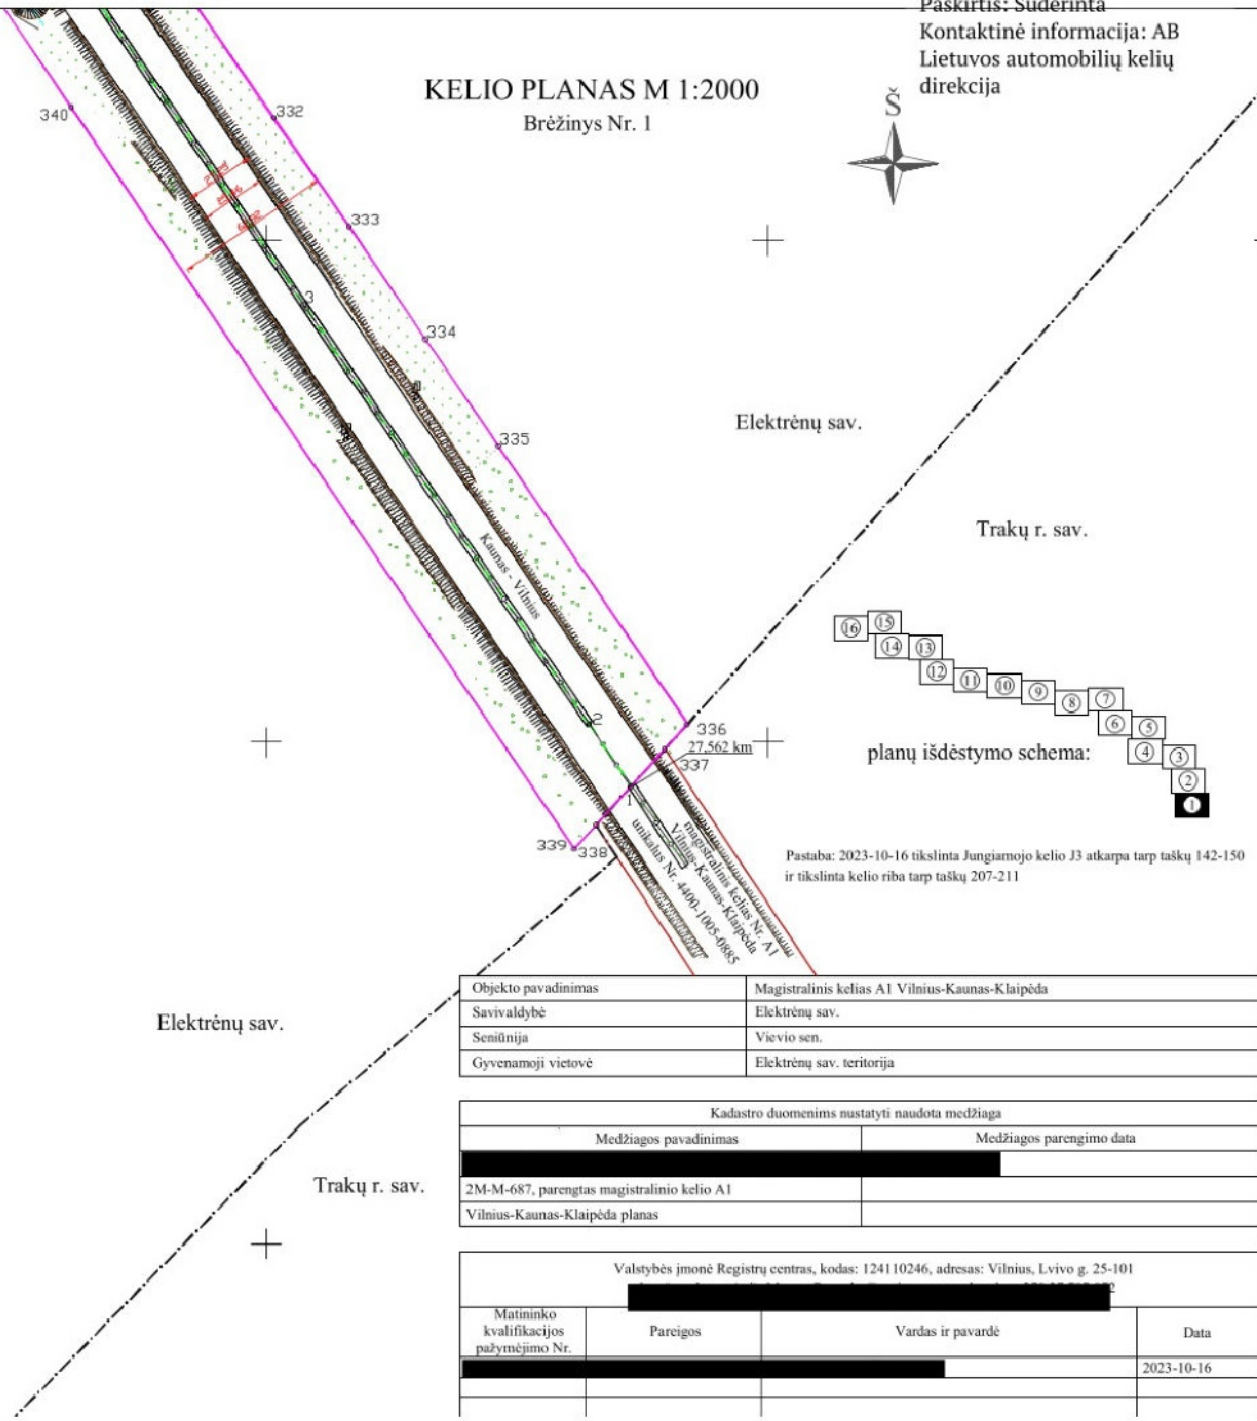 Paskirtis: Suderinta
Kontaktinė informacija: AB
Lietuvos automobilių kelių
direkcija
KELIO PLANAS M 1:2000
Brėžinys Nr. 1
Š
340
332
333
3
334
335
Elektrėnų sav.
Trakų r. sav.
Kaunas - Vilnius
2
336
27,562 km
337
1
339
338
unikalus Nr. 4400-1005-0885
magistralinis kelias Nr. A1
Vilnius-Kaunas-Klaipėda
16
15
14
13
12
11
10
9
8
7
6
5
4
3
2
1
planų išdėstymo schema:
Pastaba: 2023-10-16 tikslinta Jungiamojo kelio J3 atkarpa tarp taškų 142-150
ir tikslinta kelio riba tarp taškų 207-211
Elektrėnų sav.
Trakų r. sav.
Objekto pavadinimas Magistralinis kelias A1 Vilnius-Kaunas-Klaipėda
Savivaldybė Elektrėnų sav.
Seniūnija Vievio sen.
Gyvenamoji vietovė Elektrėnų sav. teritorija
Kadastro duomenims nustatyti naudota medžiaga
Medžiagos pavadinimas Medžiagos parengimo data
2M-M-687, parengtas magistralinio kelio A1
Vilnius-Kaunas-Klaipėda planas
Valstybės įmonė Registrų centras, kodas: 124110246, adresas: Vilnius, Lvivo g. 25-101
Matininko
kvalifikacijos
pažymėjimo Nr.
Pareigos
Vardas ir pavardė
Data
2023-10-16